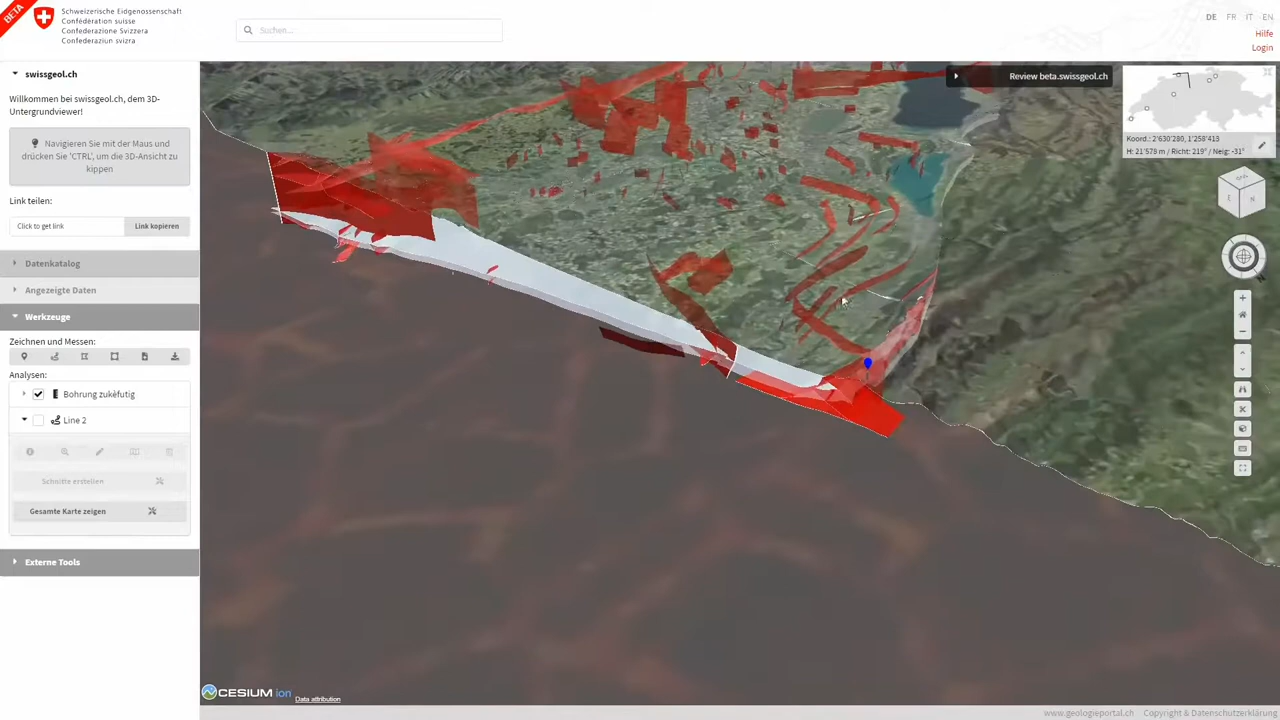 BETA
Schweizerische Eidgenossenschaft
Confédération suisse
Confederazione Svizzera
Confederaziun svizra
Suchen...
DE FR IT EN
Hilfe
Login
swissgeol.ch
Willkommen bei swissgeol.ch, dem 3D-
Untergrundviewer!
Navigieren Sie mit der Maus und
drücken Sie 'CTRL', um die 3D-Ansicht zu
kippen
Link teilen:
Click to get link
Link kopieren
Datenkatalog
Angezeigte Daten
Werkzeuge
Zeichnen und Messen:
Analysen:
Bohrung zukèfutig
Line 2
Schnitte erstellen
Gesamte Karte zeigen
Externe Tools
Review beta.swissgeol.ch
Koord.: 2'630'280, 1'258'413
H: 21'578 m / Richt: 219° / Neig: -31°
CESIUM ion
Data attribution
www.geologieportal.ch Copyright & Datenschutzerklärung